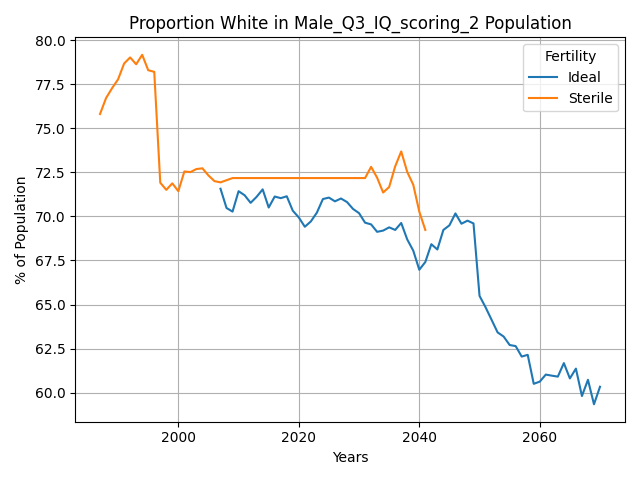 Proportion White in Male_Q3_IQ_scoring_2 Population
80.0
77.5
75.0
72.5
70.0
67.5
65.0
62.5
60.0
% of Population
Fertility
Ideal
Sterile
2000
2020
2040
2060
Years